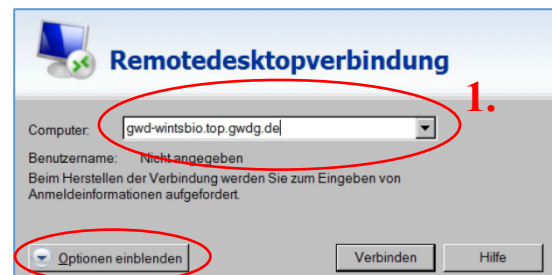 Remotedesktopverbindung
1.
Computer: gwd-wintsbio.top.gwdg.de
Benutzername: Nicht angegeben
Beim Herstellen der Verbindung werden Sie zum Eingeben von
Anmeldeinformationen aufgefordert.
Optionen einblenden Verbinden Hilfe